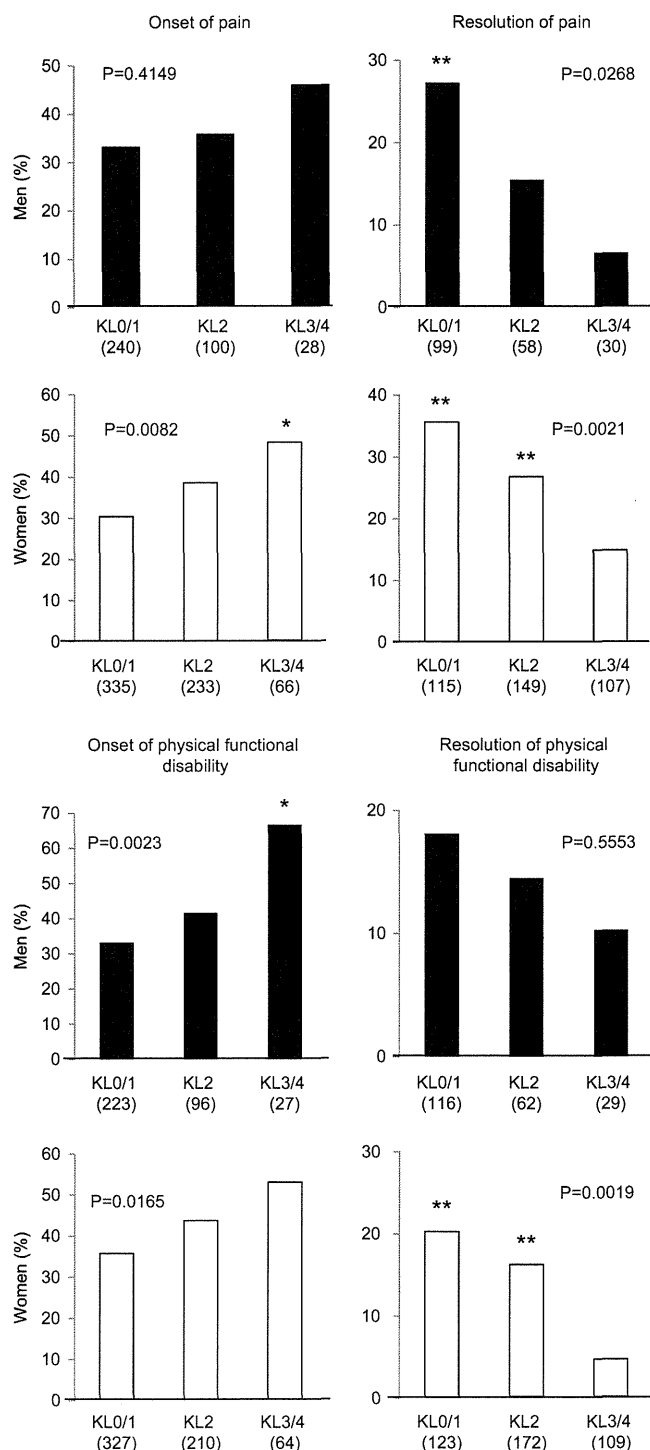 Onset of pain
Resolution of pain
Men (%)
50
40
30
20
10
0
P=0.4149
KL0/1 KL2 KL3/4
(240) (100) (28)
30
20
10
0
**
P=0.0268
KL0/1 KL2 KL3/4
(99) (58) (30)
Women (%)
60
50
40
30
20
10
0
P=0.0082
*
KL0/1 KL2 KL3/4
(335) (233) (66)
40
30
20
10
0
**
**
P=0.0021
KL0/1 KL2 KL3/4
(115) (149) (107)
Onset of physical functional
disability
Resolution of physical
functional disability
Men (%)
70
60
50
40
30
20
10
0
P=0.0023
*
KL0/1 KL2 KL3/4
(223) (96) (27)
20
10
0
P=0.5553
KL0/1 KL2 KL3/4
(116) (62) (29)
Women (%)
60
50
40
30
20
10
0
P=0.0165
KL0/1 KL2 KL3/4
(327) (210) (64)
30
20
10
0
**
**
P=0.0019
KL0/1 KL2 KL3/4
(123) (172) (109)